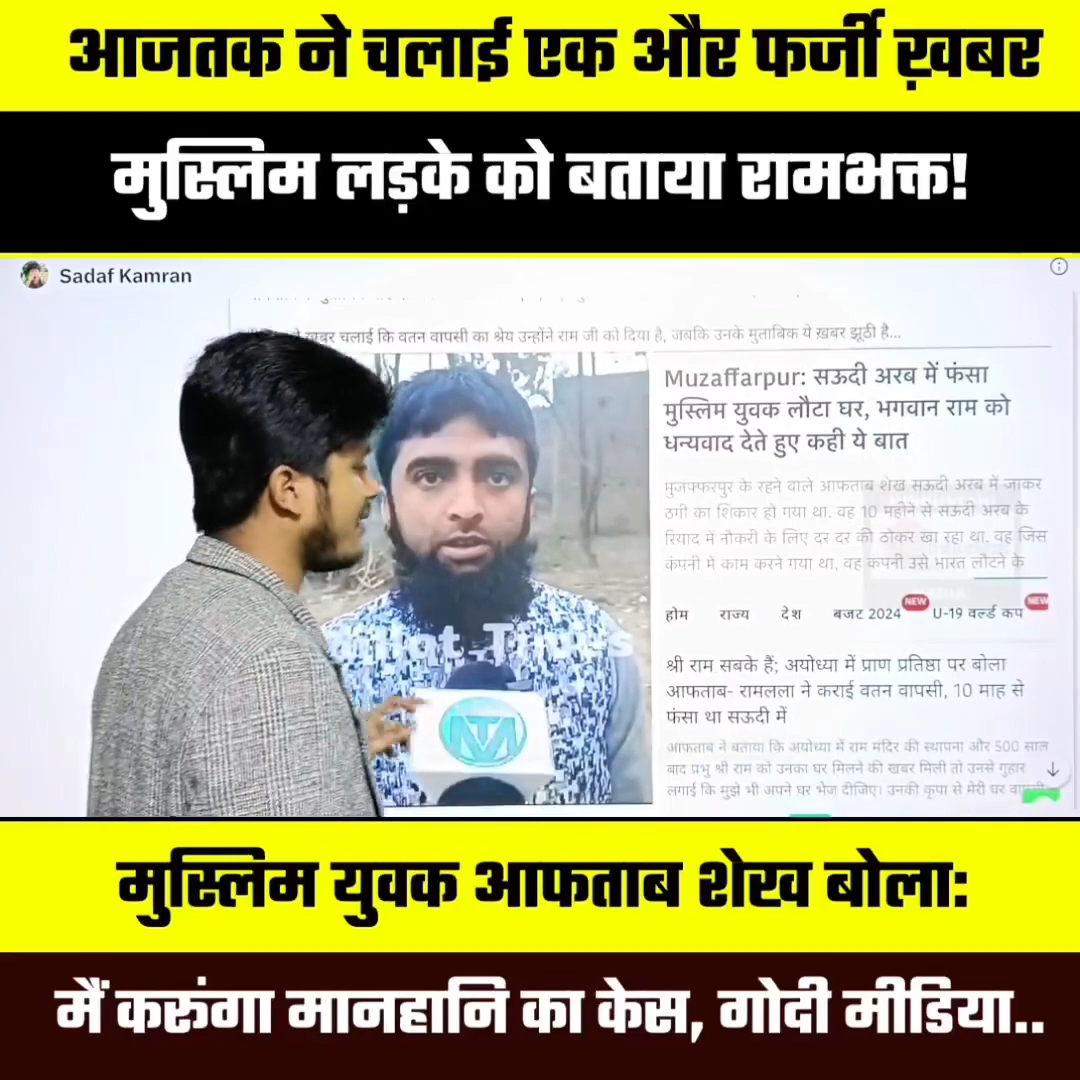 आजतक ने चलाई एक और फर्जी ख़बर
मुस्लिम लड़के को बताया रामभक्त!
Sadaf Kamran
ख़बर चलाई कि वतन वापसी का श्रेय उन्होंने राम जी को दिया है, जबकि उनके मुताबिक ये ख़बर झूठी है...
Muzaffarpur: सऊदी अरब में फंसा
मुस्लिम युवक लौटा घर, भगवान राम को
धन्यवाद देते हुए कही ये बात
मुजफ्फरपुर के रहने वाले आफताब शेख सऊदी अरब में जाकर
ठगी का शिकार हो गया था. वह 10 महीने से सऊदी अरब के
रियाद में नौकरी के लिए दर दर की ठोकर खा रहा था. वह जिस
कंपनी में काम करने गया था, वह कंपनी उसे भारत लौटने के
होम राज्य देश बजट 2024 NEW U-19 वर्ल्ड कप NEW
श्री राम सबके हैं; अयोध्या में प्राण प्रतिष्ठा पर बोला
आफताब- रामलला ने कराई वतन वापसी, 10 माह से
फंसा था सऊदी में
आफताब ने बताया कि अयोध्या में राम मंदिर की स्थापना और 500 साल
बाद प्रभु श्री राम को उनका घर मिलने की खबर मिली तो उनसे गुहार
लगाई कि मुझे भी अपने घर भेज दीजिए। उनकी कृपा से मेरी घर
Millat Times
MT
मुस्लिम युवक आफताब शेख बोला:
मैं करुंगा मानहानि का केस, गोदी मीडिया..